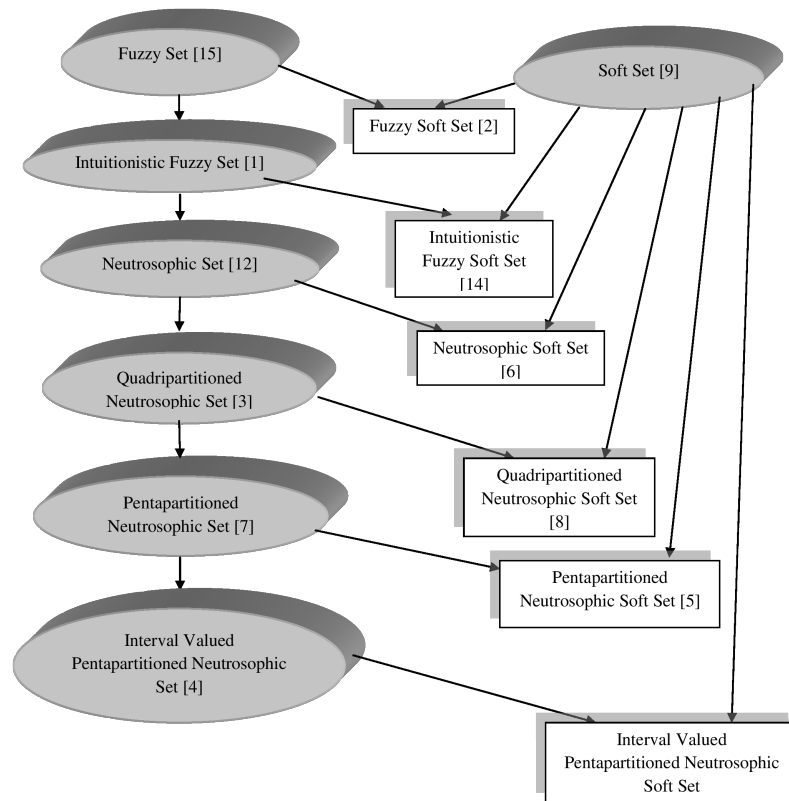 Fuzzy Set [15]
Soft Set [9]
Fuzzy Soft Set [2]
Intuitionistic Fuzzy Set [1]
Intuitionistic
Fuzzy Soft Set
[14]
Neutrosophic Set [12]
Neutrosophic Soft Set
[6]
Quadripartitioned
Neutrosophic Set [3]
Quadripartitioned
Neutrosophic Soft Set
[8]
Pentapartitioned
Neutrosophic Set [7]
Pentapartitioned
Neutrosophic Soft Set [5]
Interval Valued
Pentapartitioned Neutrosophic
Set [4]
Interval Valued
Pentapartitioned Neutrosophic
Soft Set